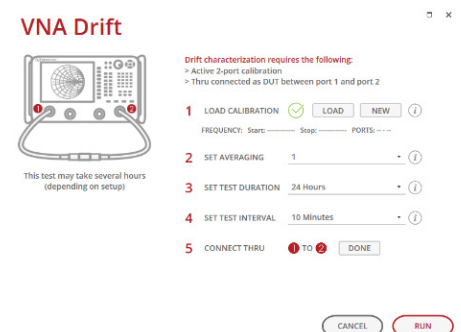 VNA Drift
Drift characterization requires the following:
> Active 2-port calibration
> Thru connected as DUT between port 1 and port 2
1 LOAD CALIBRATION LOAD NEW i
FREQUENCY: Start: ---------- Stop: ---------- PORTS: -- --
This test may take several hours
(depending on setup)
2 SET AVERAGING 1 i
3 SET TEST DURATION 24 Hours i
4 SET TEST INTERVAL 10 Minutes i
5 CONNECT THRU 1 TO 2 DONE
1 2
CANCEL RUN